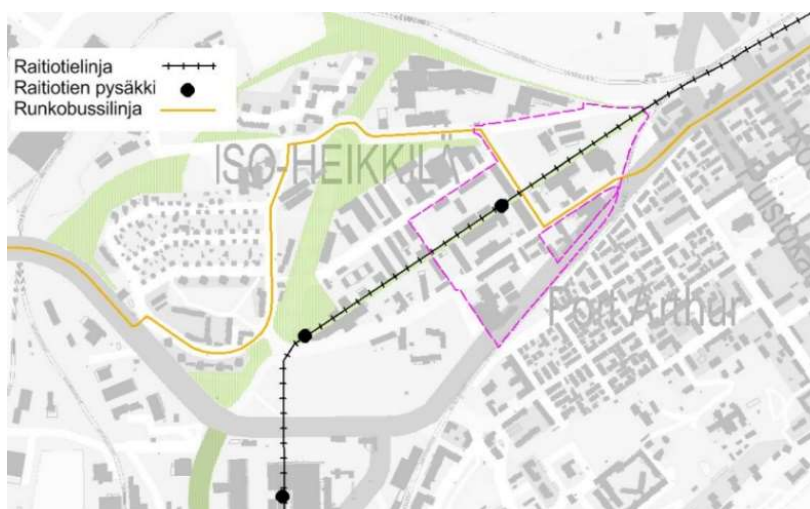 Raitiotielinja
Raitiotien pysäkki
Runkobussilinja
ISO-HEIKKILÄ
Port Arthur